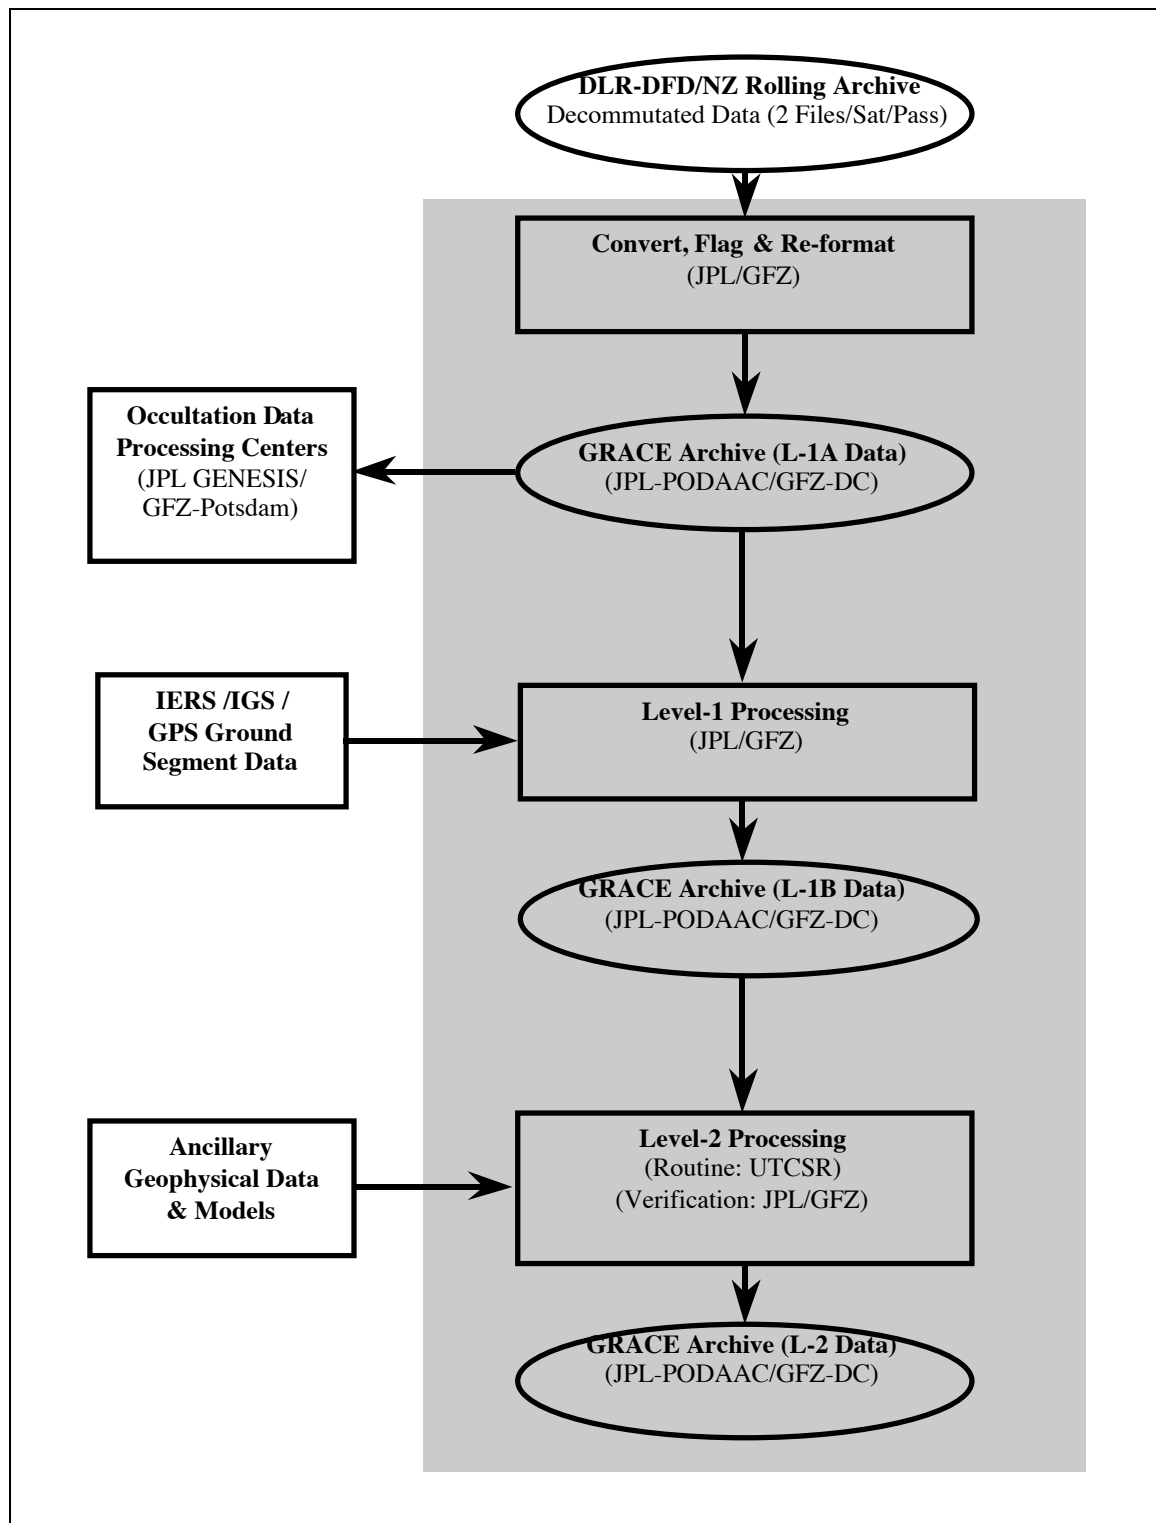 DLR-DFD/NZ Rolling Archive
Decommutated Data (2 Files/Sat/Pass)
Convert, Flag & Re-format
(JPL/GFZ)
Occultation Data
Processing Centers
(JPL GENESIS/
GFZ-Potsdam)
GRACE Archive (L-1A Data)
(JPL-PODAAC/GFZ-DC)
IERS /IGS /
GPS Ground
Segment Data
Level-1 Processing
(JPL/GFZ)
GRACE Archive (L-1B Data)
(JPL-PODAAC/GFZ-DC)
Ancillary
Geophysical Data
& Models
Level-2 Processing
(Routine: UTCSR)
(Verification: JPL/GFZ)
GRACE Archive (L-2 Data)
(JPL-PODAAC/GFZ-DC)